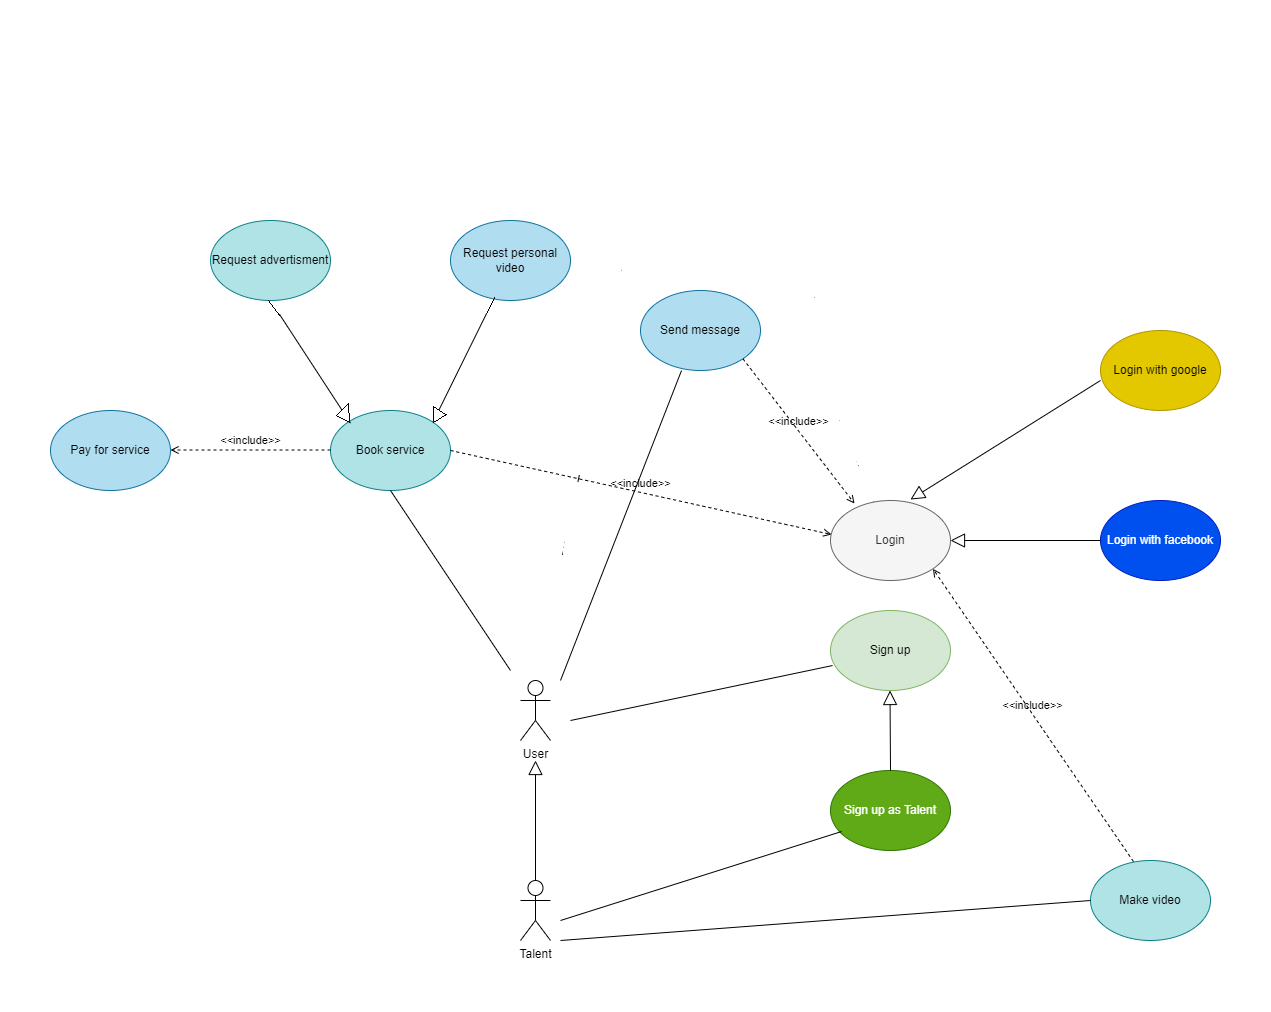 Request advertisment
Request personal
video
Send message
Login with google
Pay for service
<<include>>
Book service
<<include>>
<<include>>
Login
Login with facebook
Sign up
<<include>>
User
Sign up as Talent
Make video
Talent